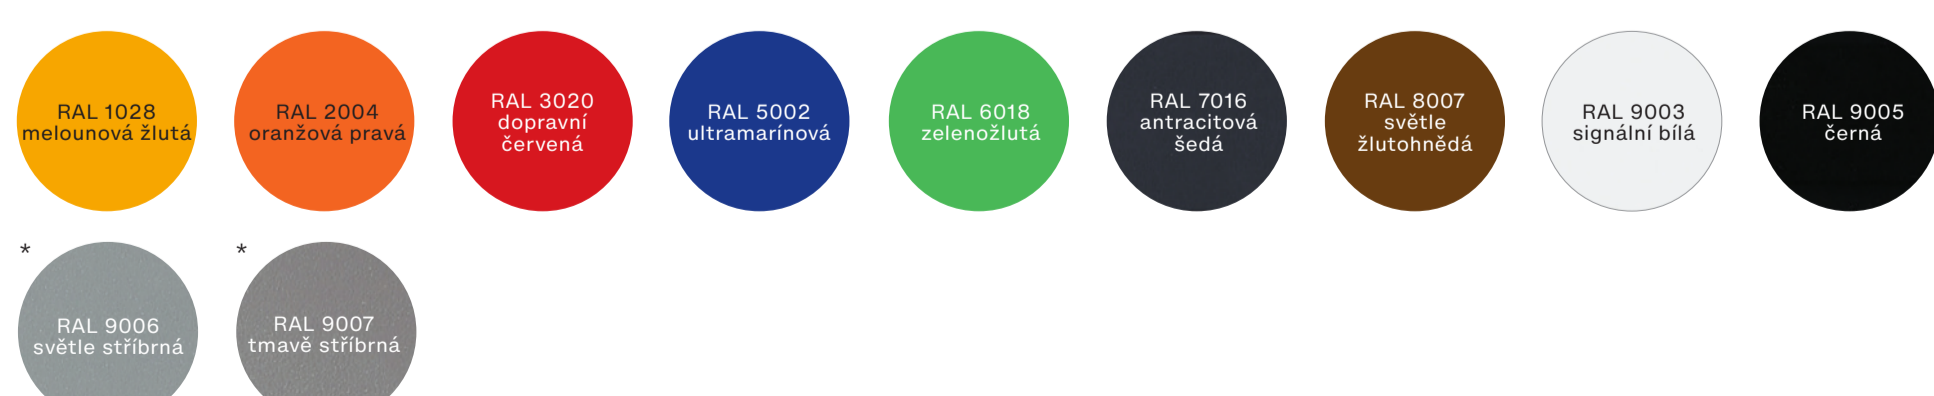 RAL 1028
melounová žlutá
RAL 2004
oranžová pravá
RAL 3020
dopravní
červená
RAL 5002
ultramarínová
RAL 6018
zelenožlutá
RAL 7016
antracitová
šedá
RAL 8007
světle
žlutohnědá
RAL 9003
signální bílá
RAL 9005
černá
*
RAL 9006
světle stříbrná
*
RAL 9007
tmavě stříbrná